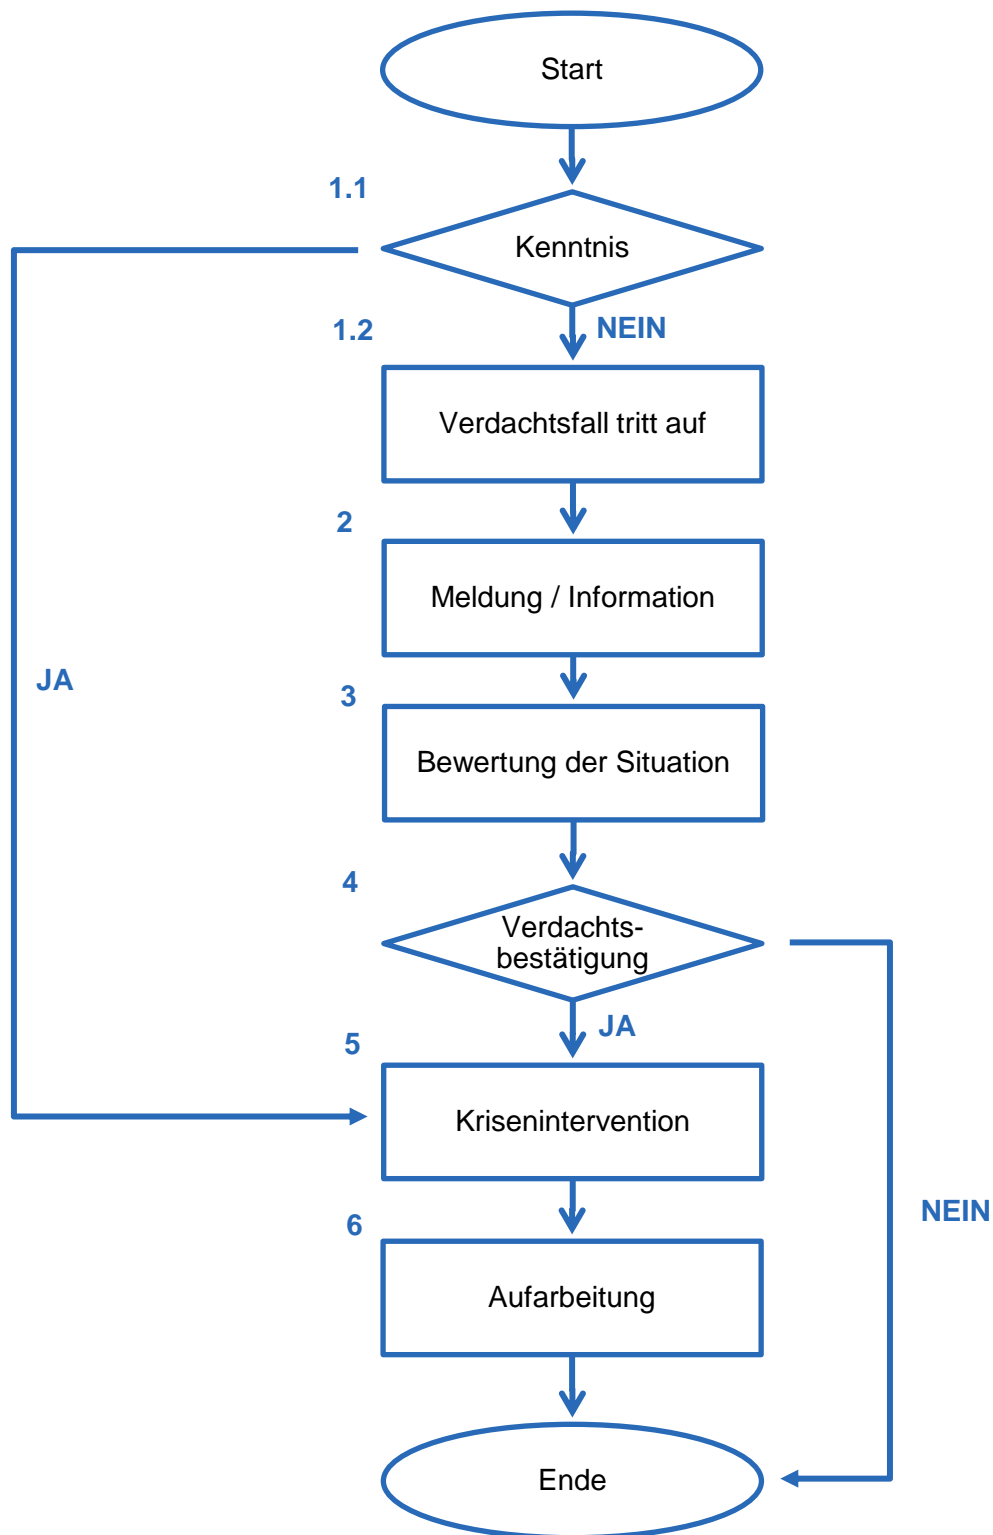 Start
1.1
Kenntnis
1.2
NEIN
Verdachtsfall tritt auf
2
Meldung / Information
JA
3
Bewertung der Situation
4
Verdachts-
bestätigung
JA
5
Krisenintervention
NEIN
6
Aufarbeitung
Ende